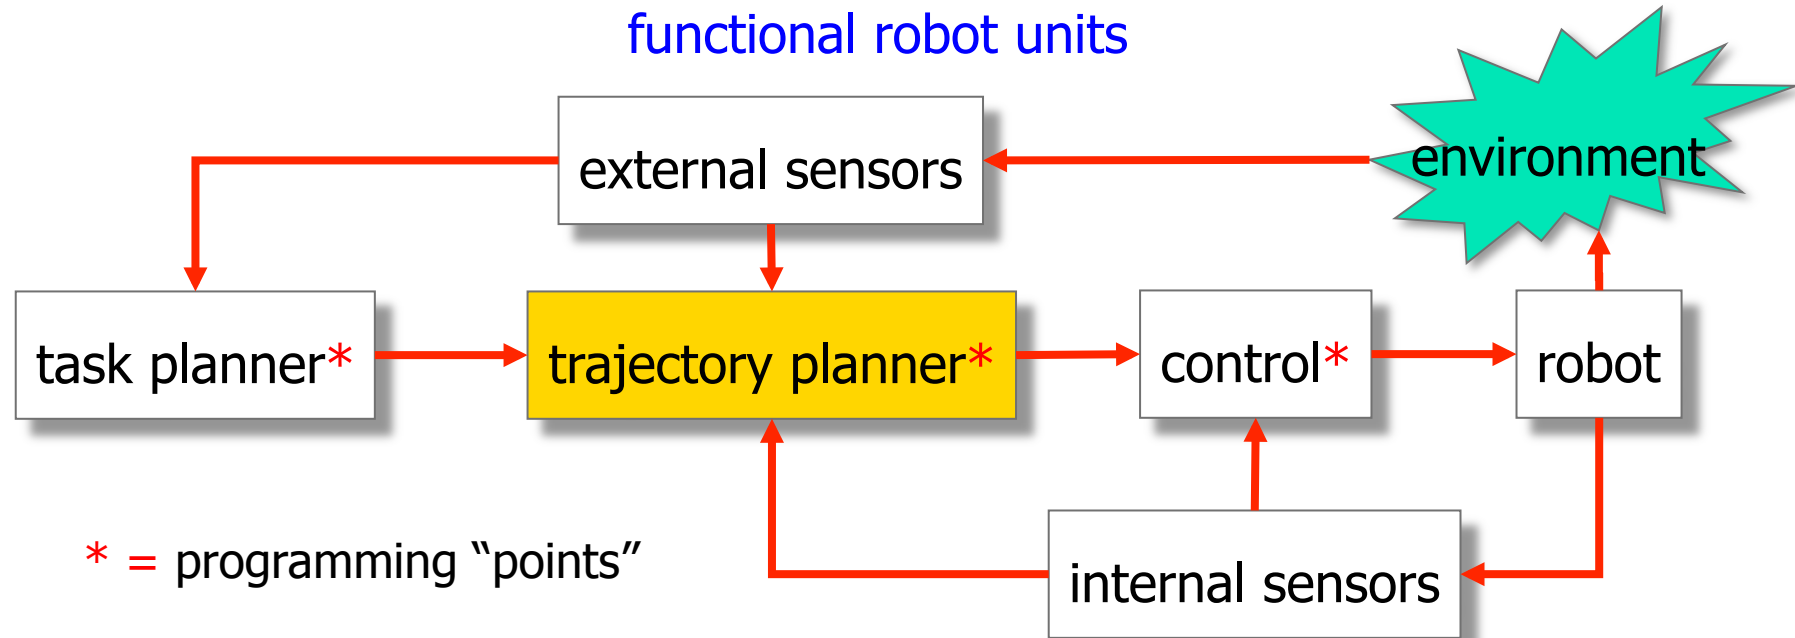 functional robot units
external sensors
environment
task planner*
trajectory planner*
control*
robot
* = programming “points”
internal sensors